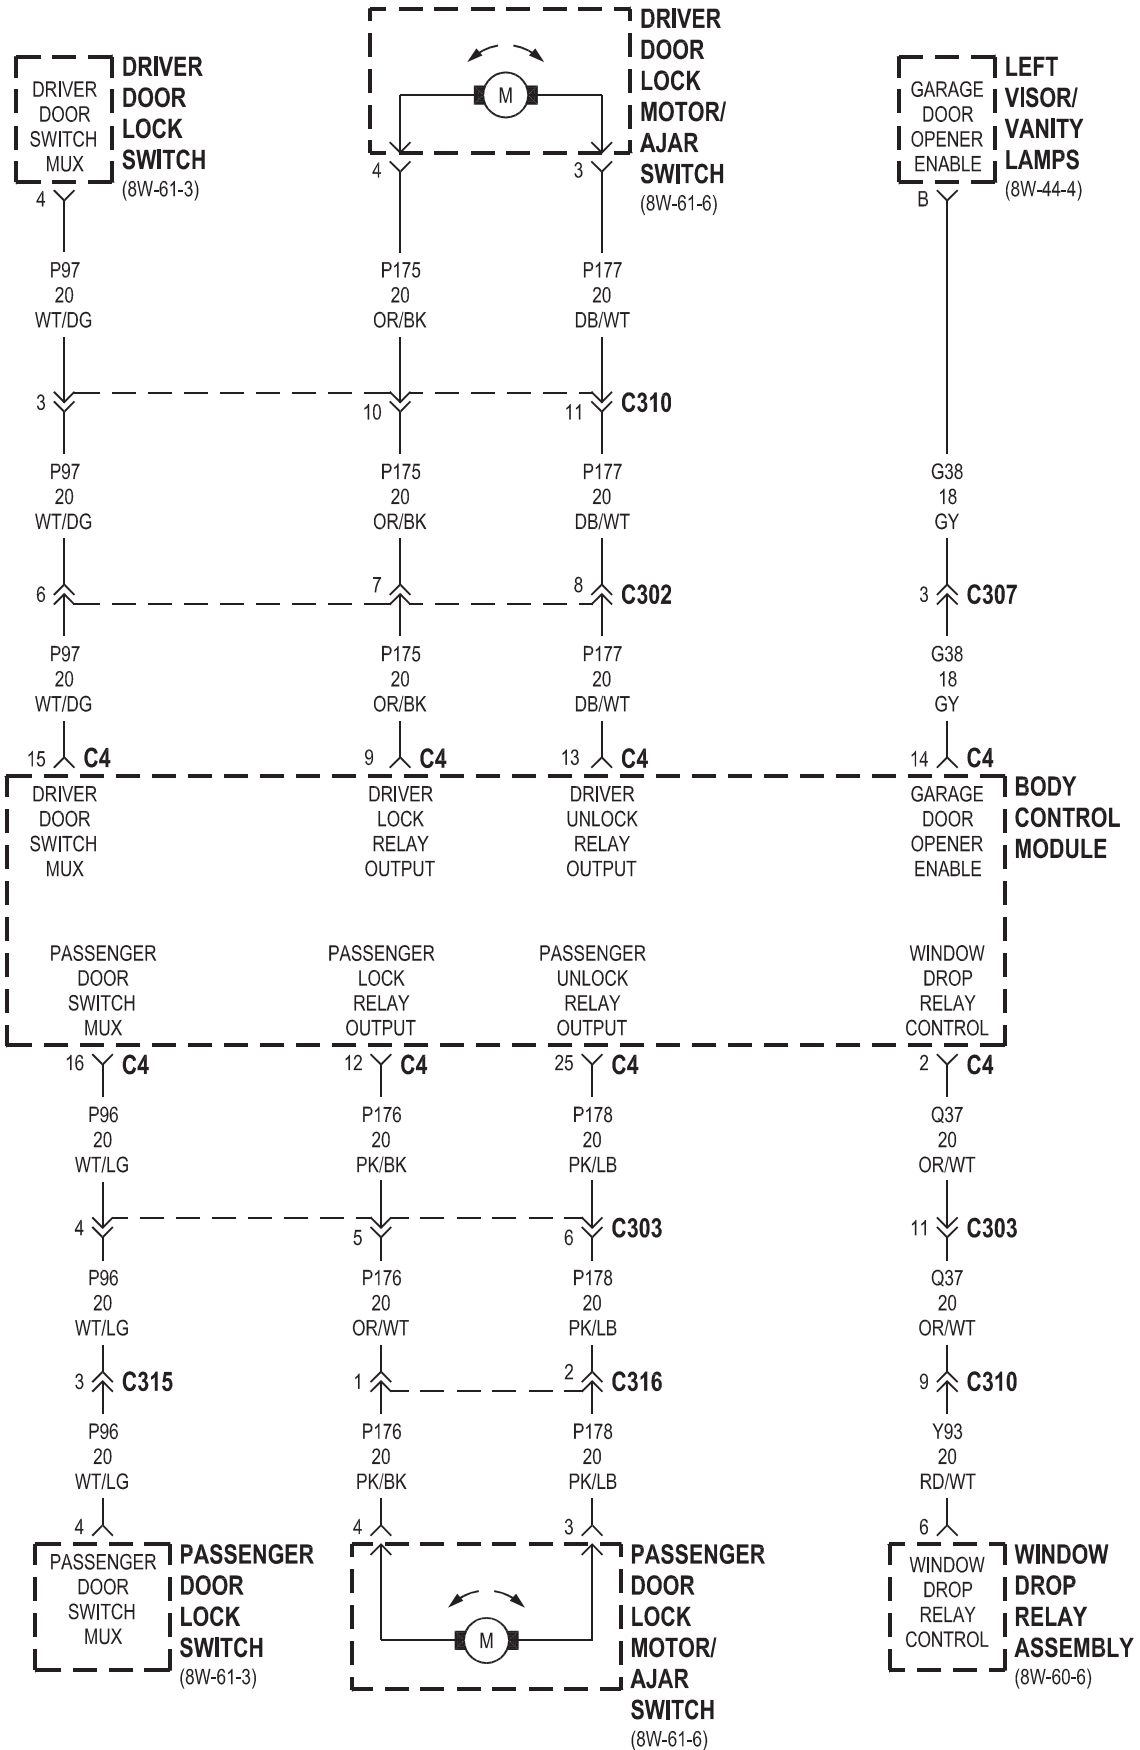 DRIVER
DOOR
SWITCH
MUX
DRIVER
DOOR
LOCK
SWITCH
(8W-61-3)
M
DRIVER
DOOR
LOCK
MOTOR/
AJAR
SWITCH
(8W-61-6)
GARAGE
DOOR
OPENER
ENABLE
LEFT
VISOR/
VANITY
LAMPS
(8W-44-4)
4
4
3
B
P97
20
WT/DG
P175
20
OR/BK
P177
20
DB/WT
3
10
11
C310
P97
20
WT/DG
P175
20
OR/BK
P177
20
DB/WT
G38
18
GY
6
7
8
C302
3
C307
P97
20
WT/DG
P175
20
OR/BK
P177
20
DB/WT
G38
18
GY
15
C4
9
C4
13
C4
14
C4
DRIVER
DOOR
SWITCH
MUX
DRIVER
LOCK
RELAY
OUTPUT
DRIVER
UNLOCK
RELAY
OUTPUT
GARAGE
DOOR
OPENER
ENABLE
BODY
CONTROL
MODULE
PASSENGER
DOOR
SWITCH
MUX
PASSENGER
LOCK
RELAY
OUTPUT
PASSENGER
UNLOCK
RELAY
OUTPUT
WINDOW
DROP
RELAY
CONTROL
16
C4
12
C4
25
C4
2
C4
P96
20
WT/LG
P176
20
PK/BK
P178
20
PK/LB
Q37
20
OR/WT
4
5
6
C303
11
C303
P96
20
WT/LG
P176
20
OR/WT
P178
20
PK/LB
Q37
20
OR/WT
3
C315
1
2
C316
9
C310
P96
20
WT/LG
P176
20
PK/BK
P178
20
PK/LB
Y93
20
RD/WT
4
4
3
6
PASSENGER
DOOR
SWITCH
MUX
PASSENGER
DOOR
LOCK
SWITCH
(8W-61-3)
M
PASSENGER
DOOR
LOCK
MOTOR/
AJAR
SWITCH
(8W-61-6)
WINDOW
DROP
RELAY
CONTROL
WINDOW
DROP
RELAY
ASSEMBLY
(8W-60-6)